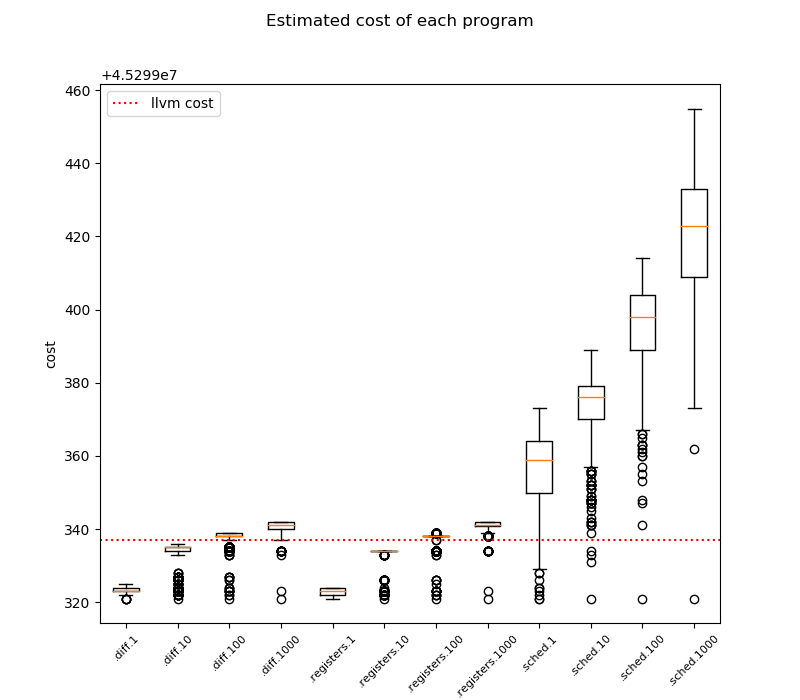 Estimated cost of each program
+4.5299e7
llvm cost
460
440
420
400
380
360
340
320
cost
.diff.1
.diff.10
.diff.100
.diff.1000
.registers.1
.registers.10
.registers.100
.registers.1000
.sched.1
.sched.10
.sched.100
.sched.1000